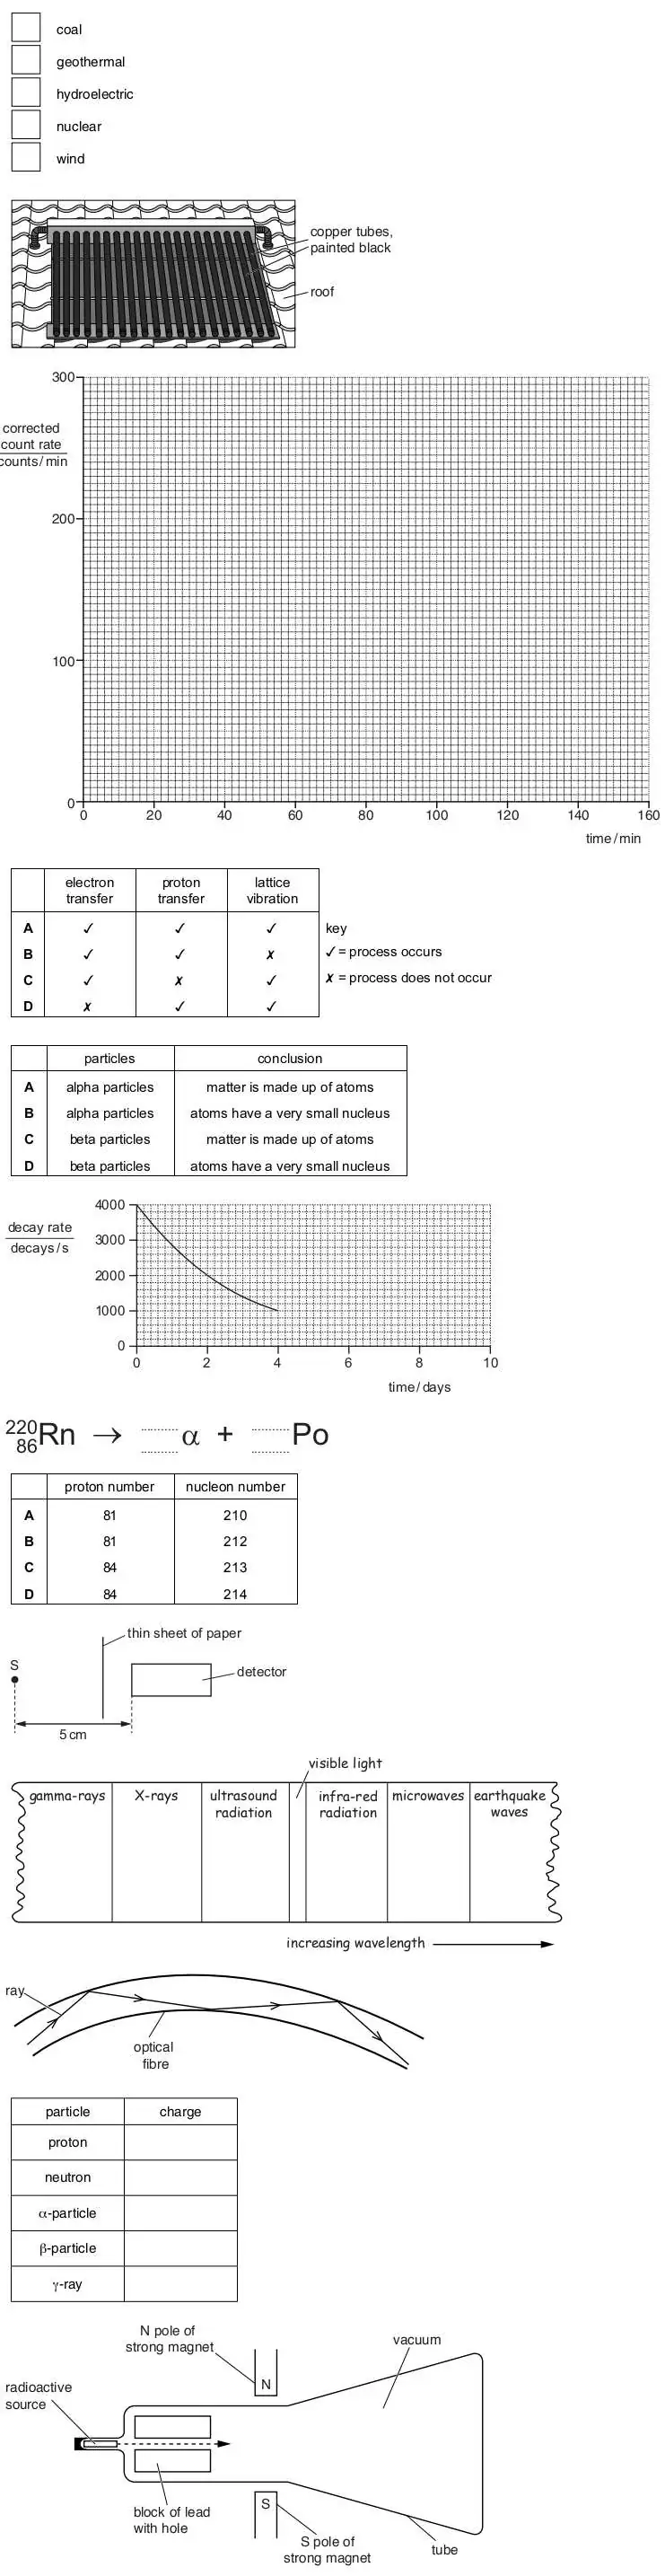 coal
geothermal
hydroelectric
nuclear
wind
copper tubes,
painted black
roof
300
corrected
count rate
counts / min
200
100
0
0 20 40 60 80 100 120 140 160
time / min
electron transfer proton transfer lattice vibration
A ✓ ✓ ✓
key
B ✓ ✓ ✗
✓ = process occurs
C ✓ ✗ ✓
✗ = process does not occur
D ✗ ✓ ✓
particles conclusion
A alpha particles matter is made up of atoms
B alpha particles atoms have a very small nucleus
C beta particles matter is made up of atoms
D beta particles atoms have a very small nucleus
4000
decay rate
decays / s
3000
2000
1000
0
0 2 4 6 8 10
time / days
220
86 Rn → ........ α + ........ Po
proton number nucleon number
A 81 210
B 81 212
C 84 213
D 84 214
thin sheet of paper
S
detector
5 cm
visible light
gamma-rays X-rays ultrasound radiation infra-red radiation microwaves earthquake waves
increasing wavelength
ray
optical
fibre
particle charge
proton
neutron
α-particle
β-particle
γ-ray
N pole of
strong magnet
vacuum
N
radioactive
source
block of lead
with hole
S
S pole of
strong magnet
tube